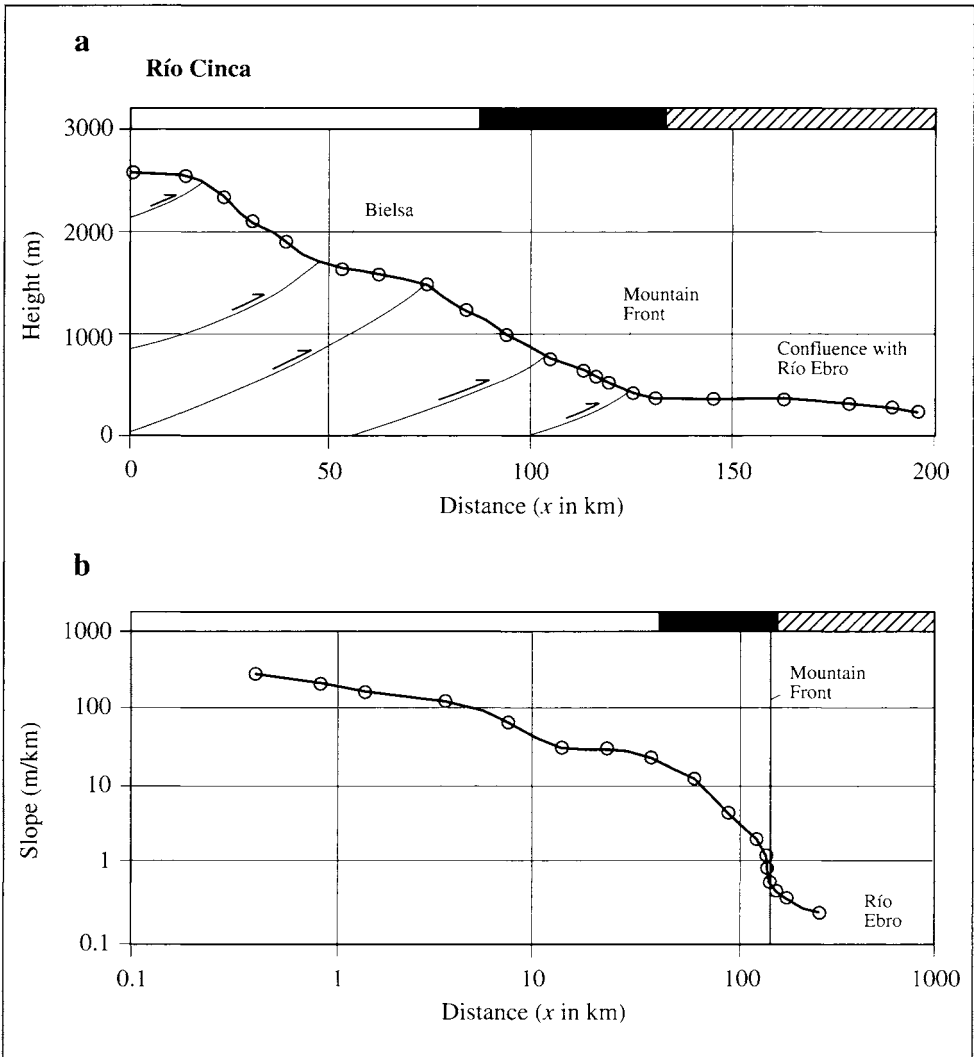 a
Río Cinca
3000
2000
1000
0
Height (m)
Bielsa
Mountain
Front
Confluence with
Río Ebro
0 50 100 150 200
Distance (x in km)
b
1000
100
10
1
0.1
Slope (m/km)
Mountain
Front
Río
Ebro
0.1 1 10 100 1000
Distance (x in km)